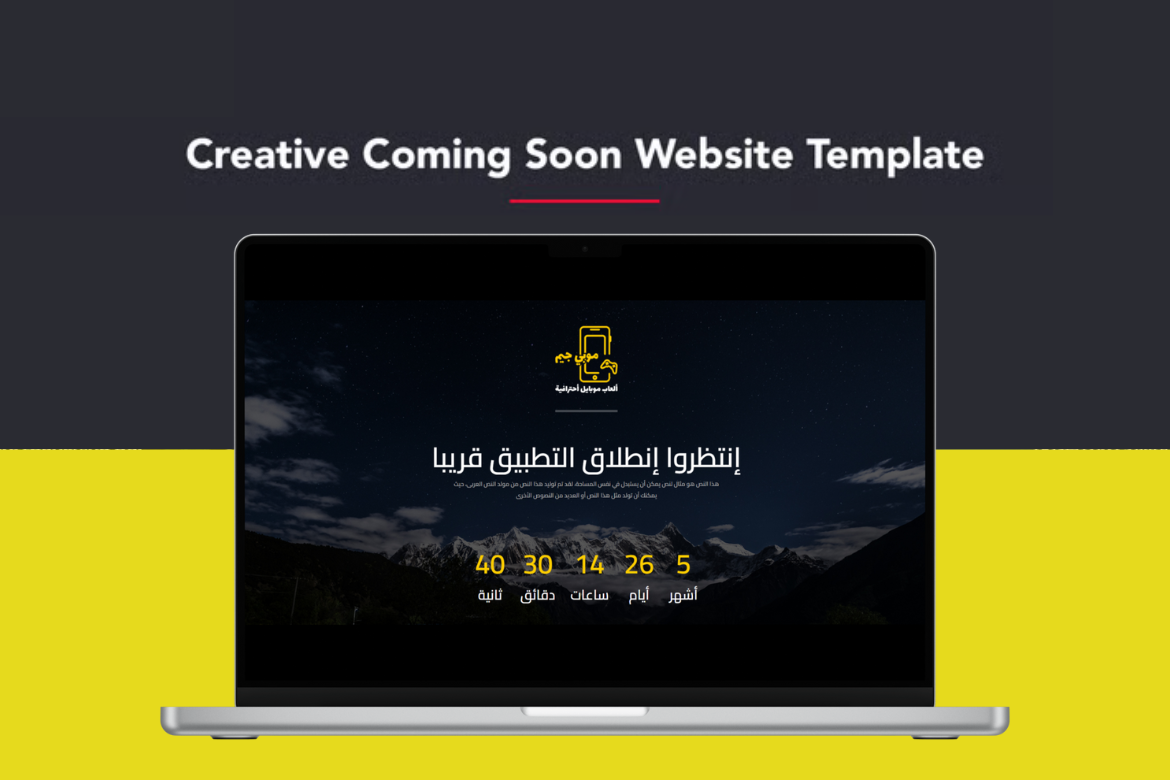 Creative Coming Soon Website Template
موبي جيم
ألعاب موبايل أحترافية
إنتظروا إنطلاق التطبيق قريبا
هذا النص هو مثال لنص يمكن أن يستبدل في نفس المساحة، لقد تم توليد هذا النص من مولد النص العربى، حيث
يمكنك أن تولد مثل هذا النص أو العديد من النصوص الأخرى
5 26 14 30 40
أشهر أيام ساعات دقائق ثانية